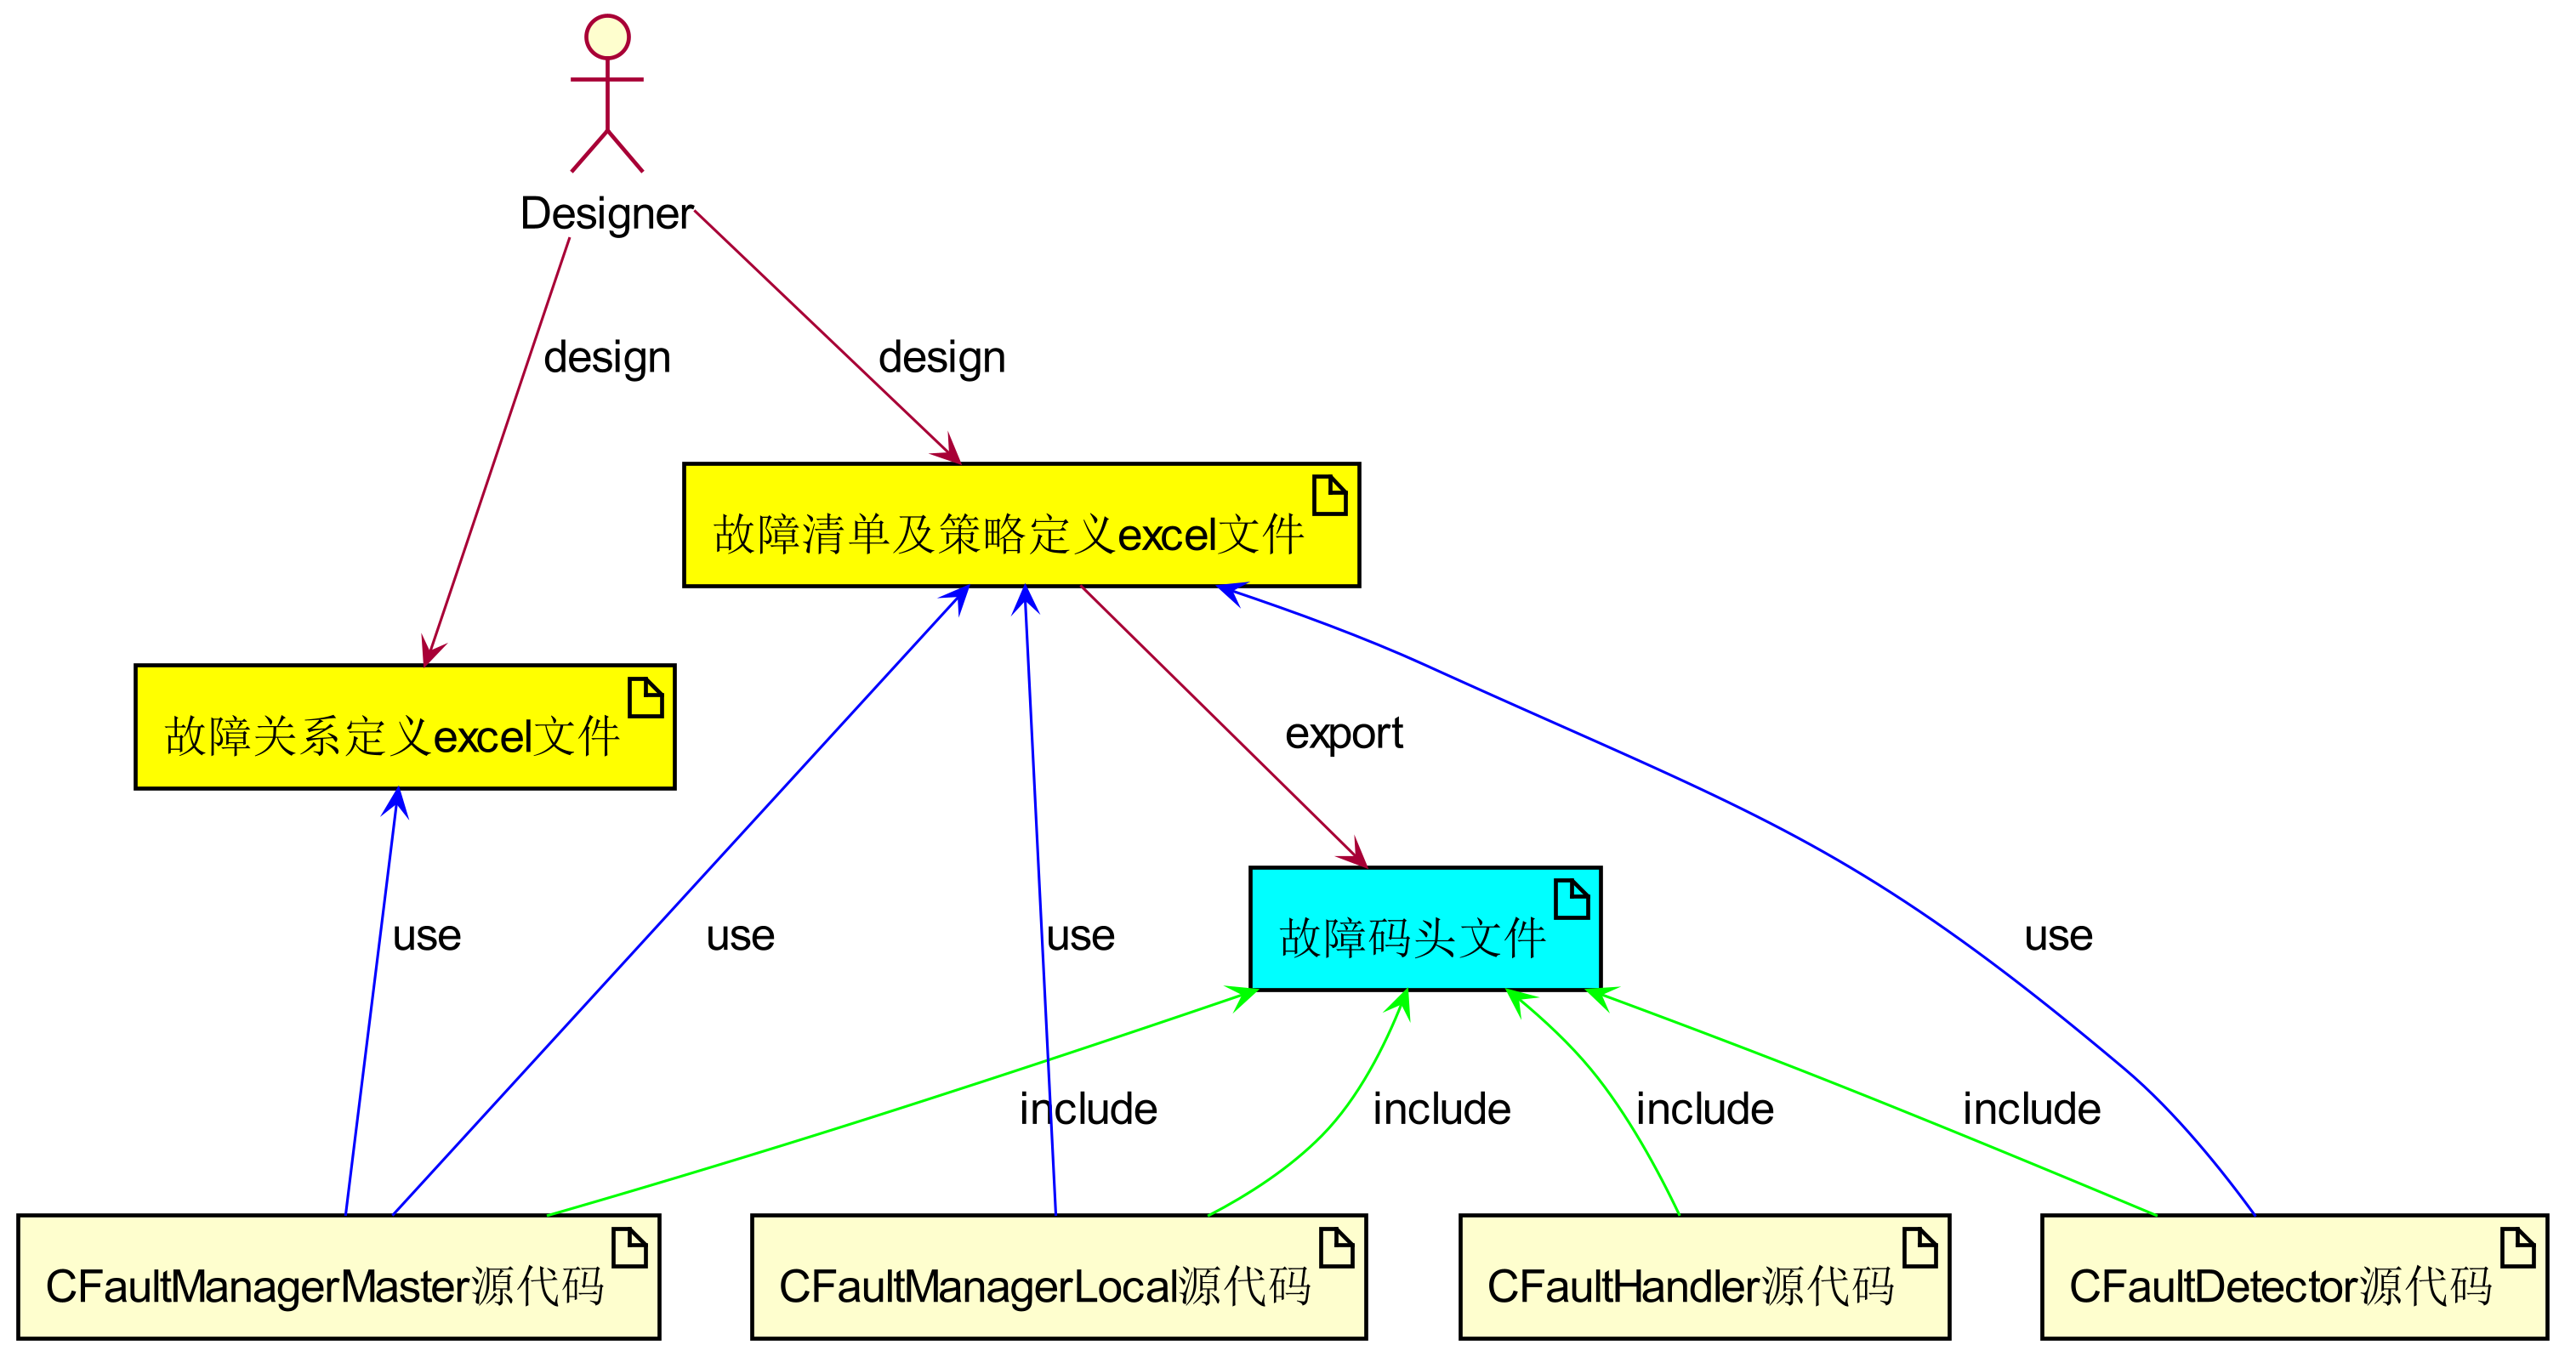 Designer
design
design
故障清单及策略定义excel文件
故障关系定义excel文件
export
use
use
use
故障码头文件
use
include
include
include
include
CFaultManagerMaster源代码
CFaultManagerLocal源代码
CFaultHandler源代码
CFaultDetector源代码